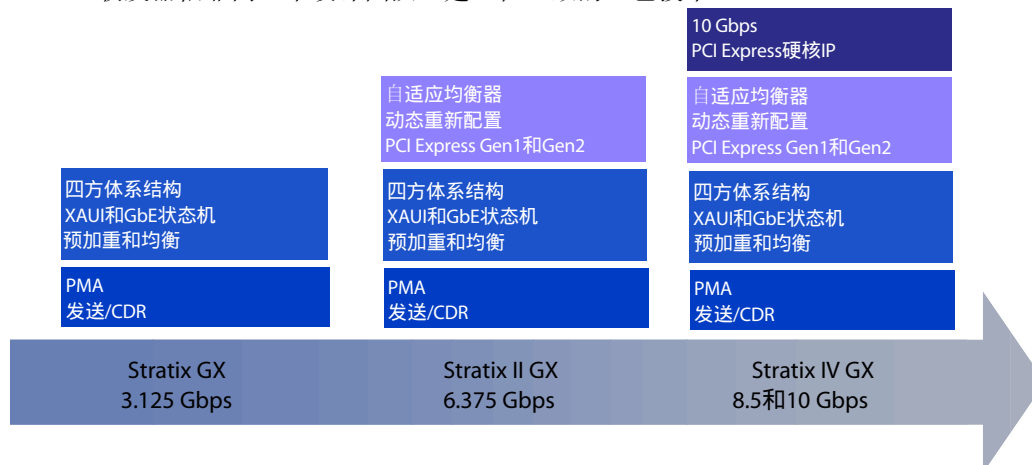 10 Gbps
PCI Express硬核IP
自适应均衡器
动态重新配置
PCI Express Gen1和Gen2
自适应均衡器
动态重新配置
PCI Express Gen1和Gen2
四方体系结构
XAUI和GbE状态机
预加重和均衡
四方体系结构
XAUI和GbE状态机
预加重和均衡
四方体系结构
XAUI和GbE状态机
预加重和均衡
PMA
发送/CDR
PMA
发送/CDR
PMA
发送/CDR
Stratix GX
3.125 Gbps
Stratix II GX
6.375 Gbps
Stratix IV GX
8.5和10 Gbps